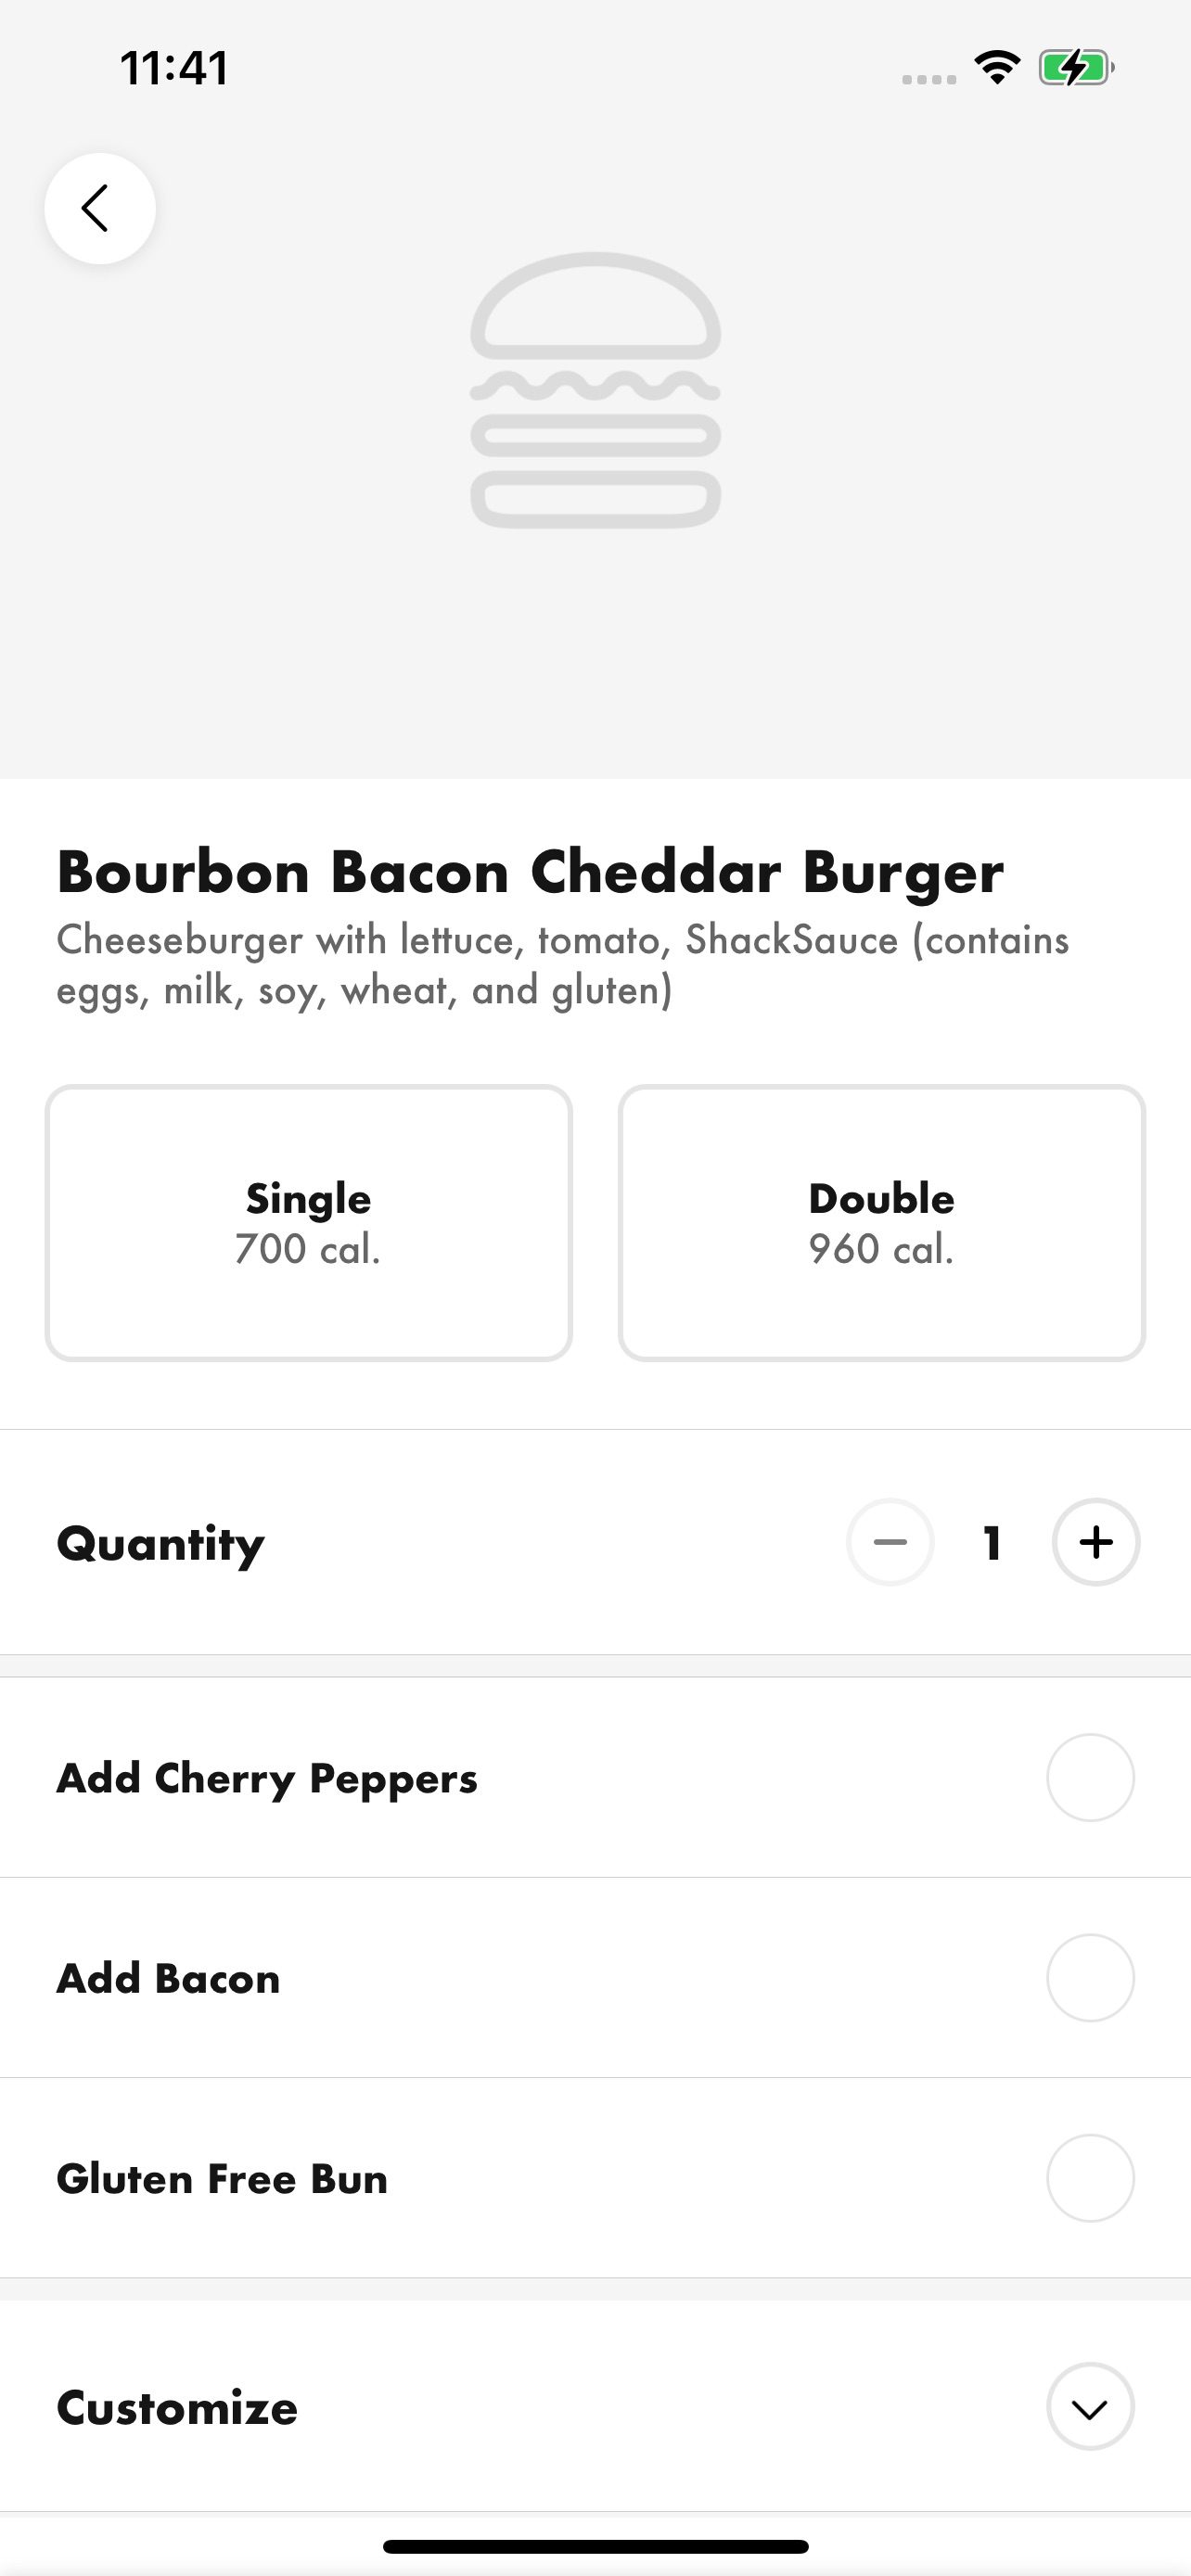 11:41
Bourbon Bacon Cheddar Burger
Cheeseburger with lettuce, tomato, ShackSauce (contains
eggs, milk, soy, wheat, and gluten)
Single
700 cal.
Double
960 cal.
Quantity
1
Add Cherry Peppers
Add Bacon
Gluten Free Bun
Customize